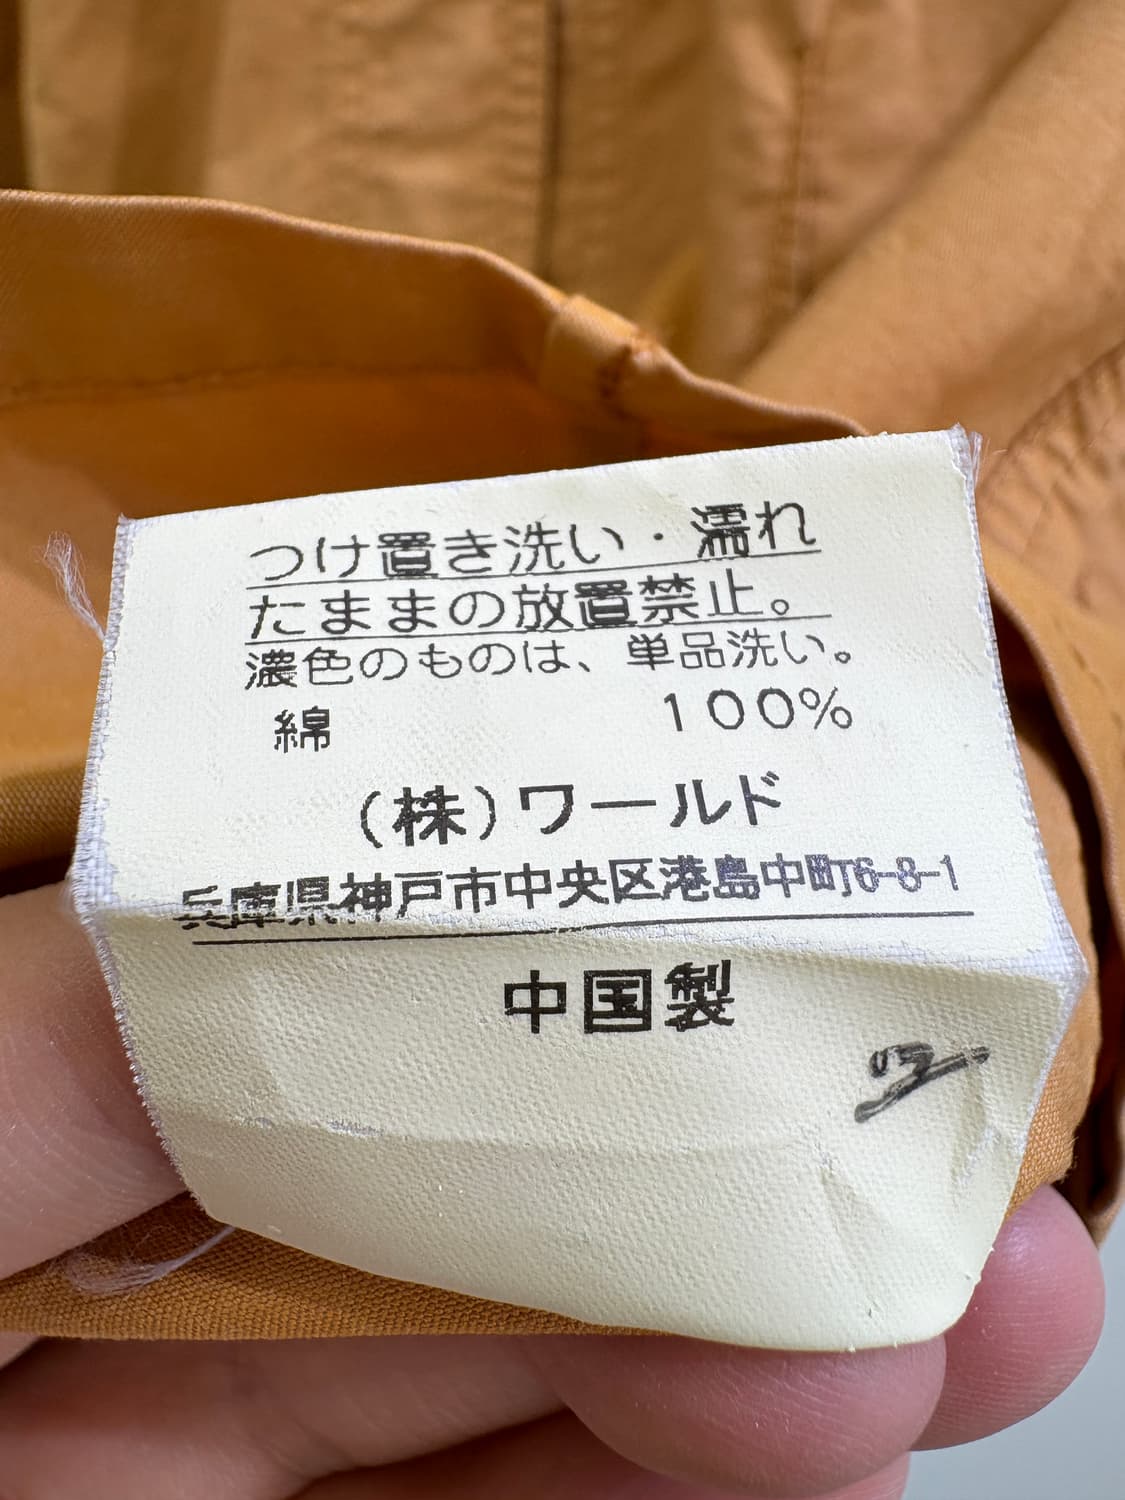 つけ置き洗い・濡れ
たままの放置禁止。
濃色のものは、単品洗い。
綿 100%
(株)ワールド
兵庫県神戸市中央区港島中町6-8-1
中国製